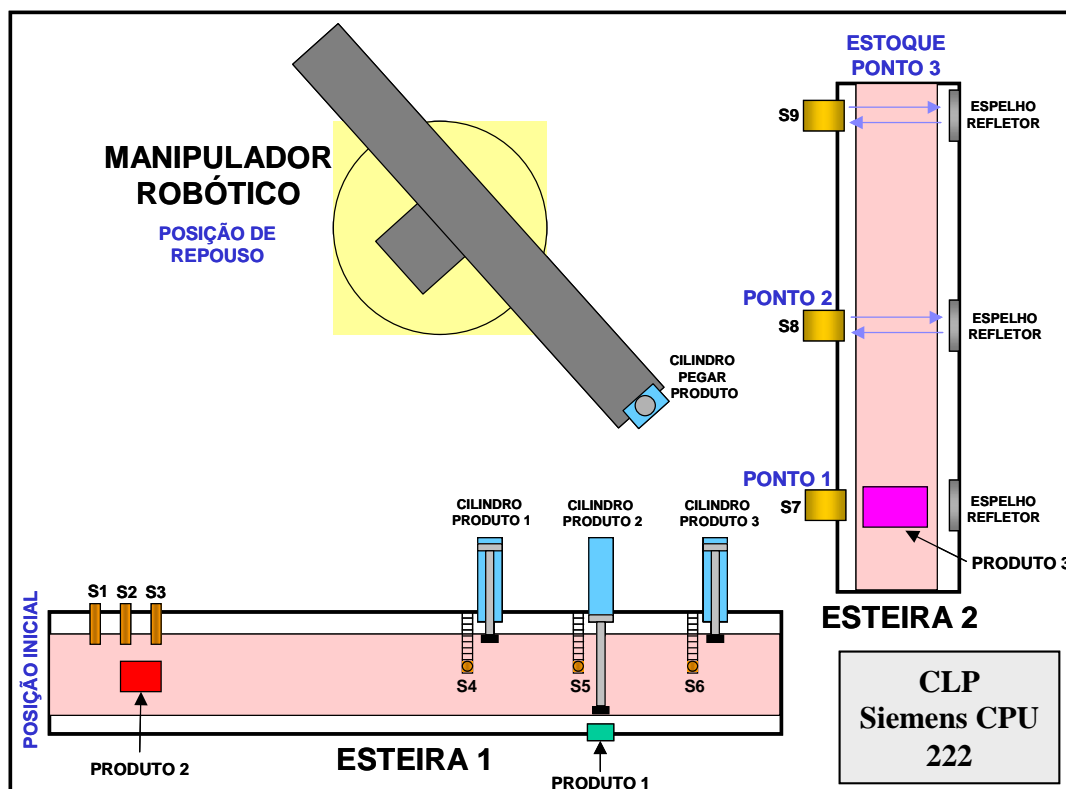 ESTOQUE
PONTO 3
S9
ESPELHO
REFLETOR
MANIPULADOR
ROBÓTICO
POSIÇÃO DE
REPOUSO
PONTO 2
S8
ESPELHO
REFLETOR
CILINDRO
PEGAR
PRODUTO
PONTO 1
S7
ESPELHO
REFLETOR
PRODUTO 3
CILINDRO
PRODUTO 1
CILINDRO
PRODUTO 2
CILINDRO
PRODUTO 3
ESTEIRA 2
POSIÇÃO INICIAL
S1
S2
S3
S4
S5
S6
PRODUTO 2
ESTEIRA 1
PRODUTO 1
CLP
Siemens CPU
222